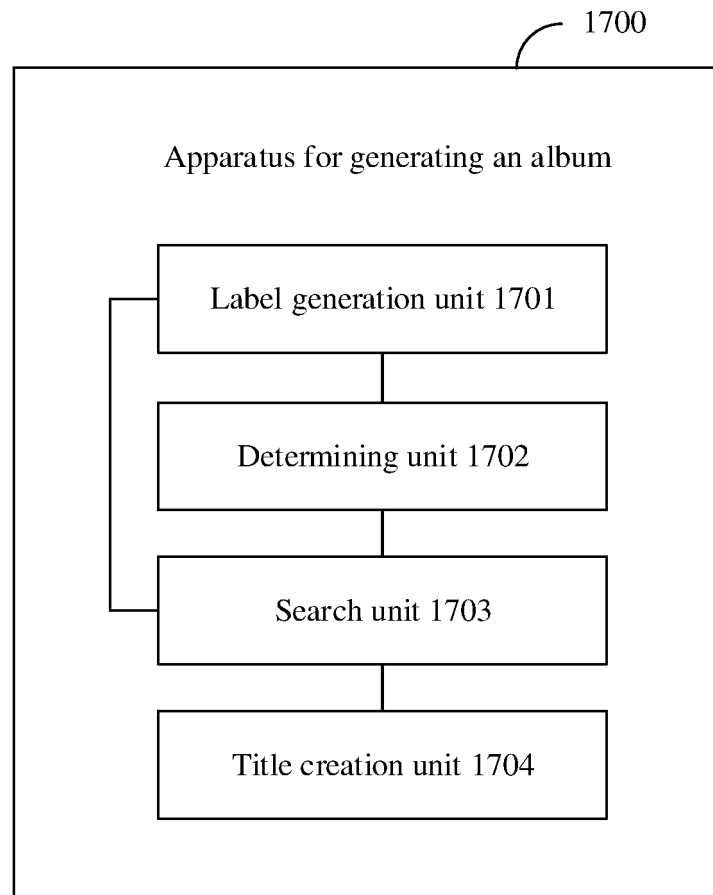 1700
Apparatus for generating an album
Label generation unit 1701
Determining unit 1702
Search unit 1703
Title creation unit 1704